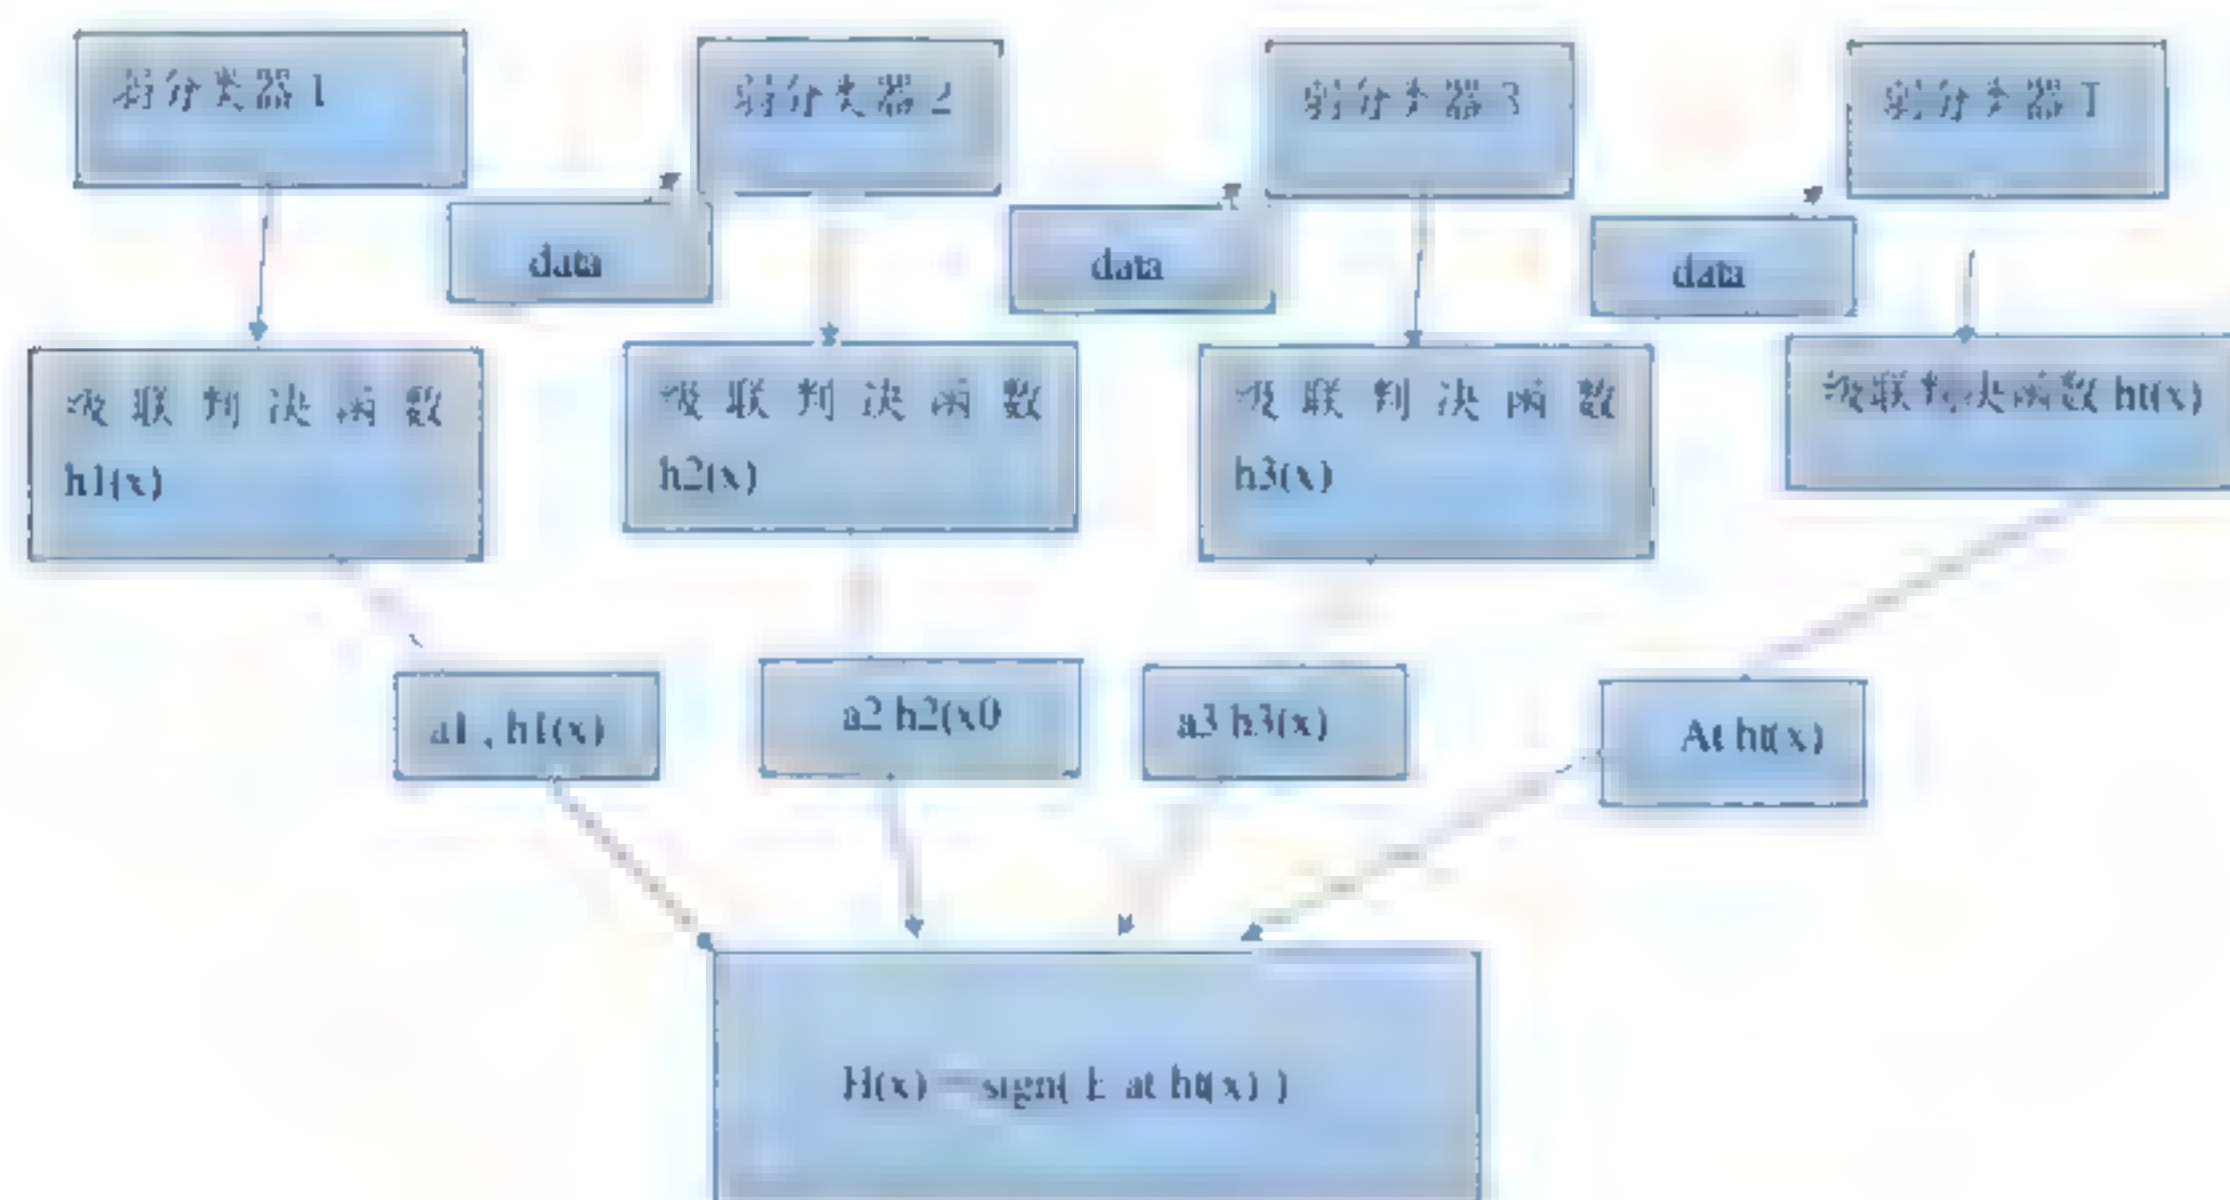 弱分类器 1
弱分类器 2
弱分类器 3
弱分类器 T
data
data
data
级联判决函数
h1(x)
级联判决函数
h2(x)
级联判决函数
h3(x)
级联判决函数 ht(x)
a1 , h1(x)
a2 h2(x0
a3 h3(x)
At ht(x)
H(x) = sign( at ht(x) )